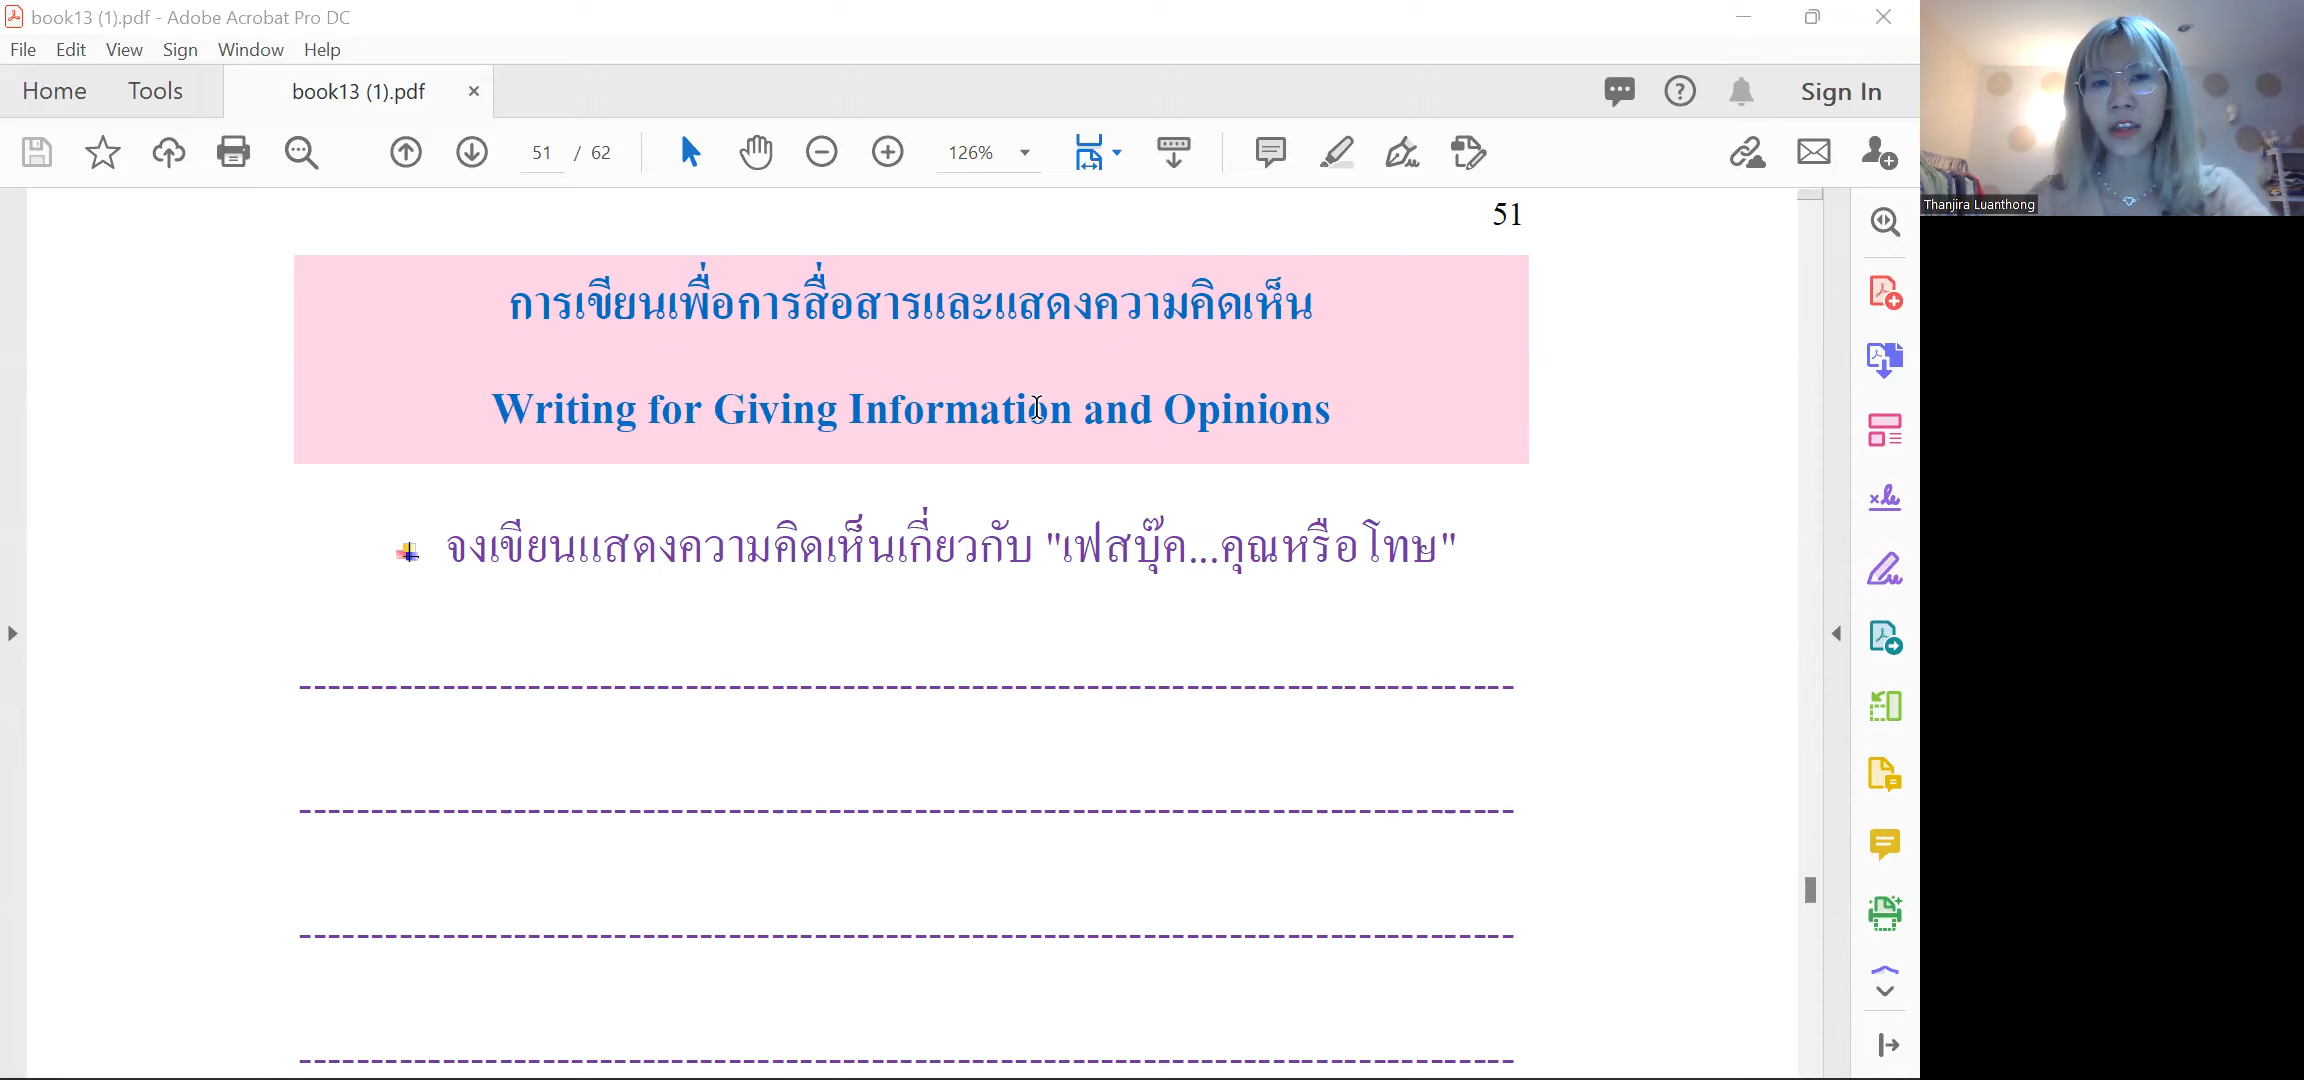 book13 (1).pdf - Adobe Acrobat Pro DC
File Edit View Sign Window Help
Home Tools book13 (1).pdf × Sign In
51 / 62 126%
Thanjira Luanthong
51
การเขียนเพื่อการสื่อสารและแสดงความคิดเห็น
Writing for Giving Information and Opinions
จงเขียนแสดงความคิดเห็นเกี่ยวกับ "เฟสบุ๊ค...คุณหรือโทษ"